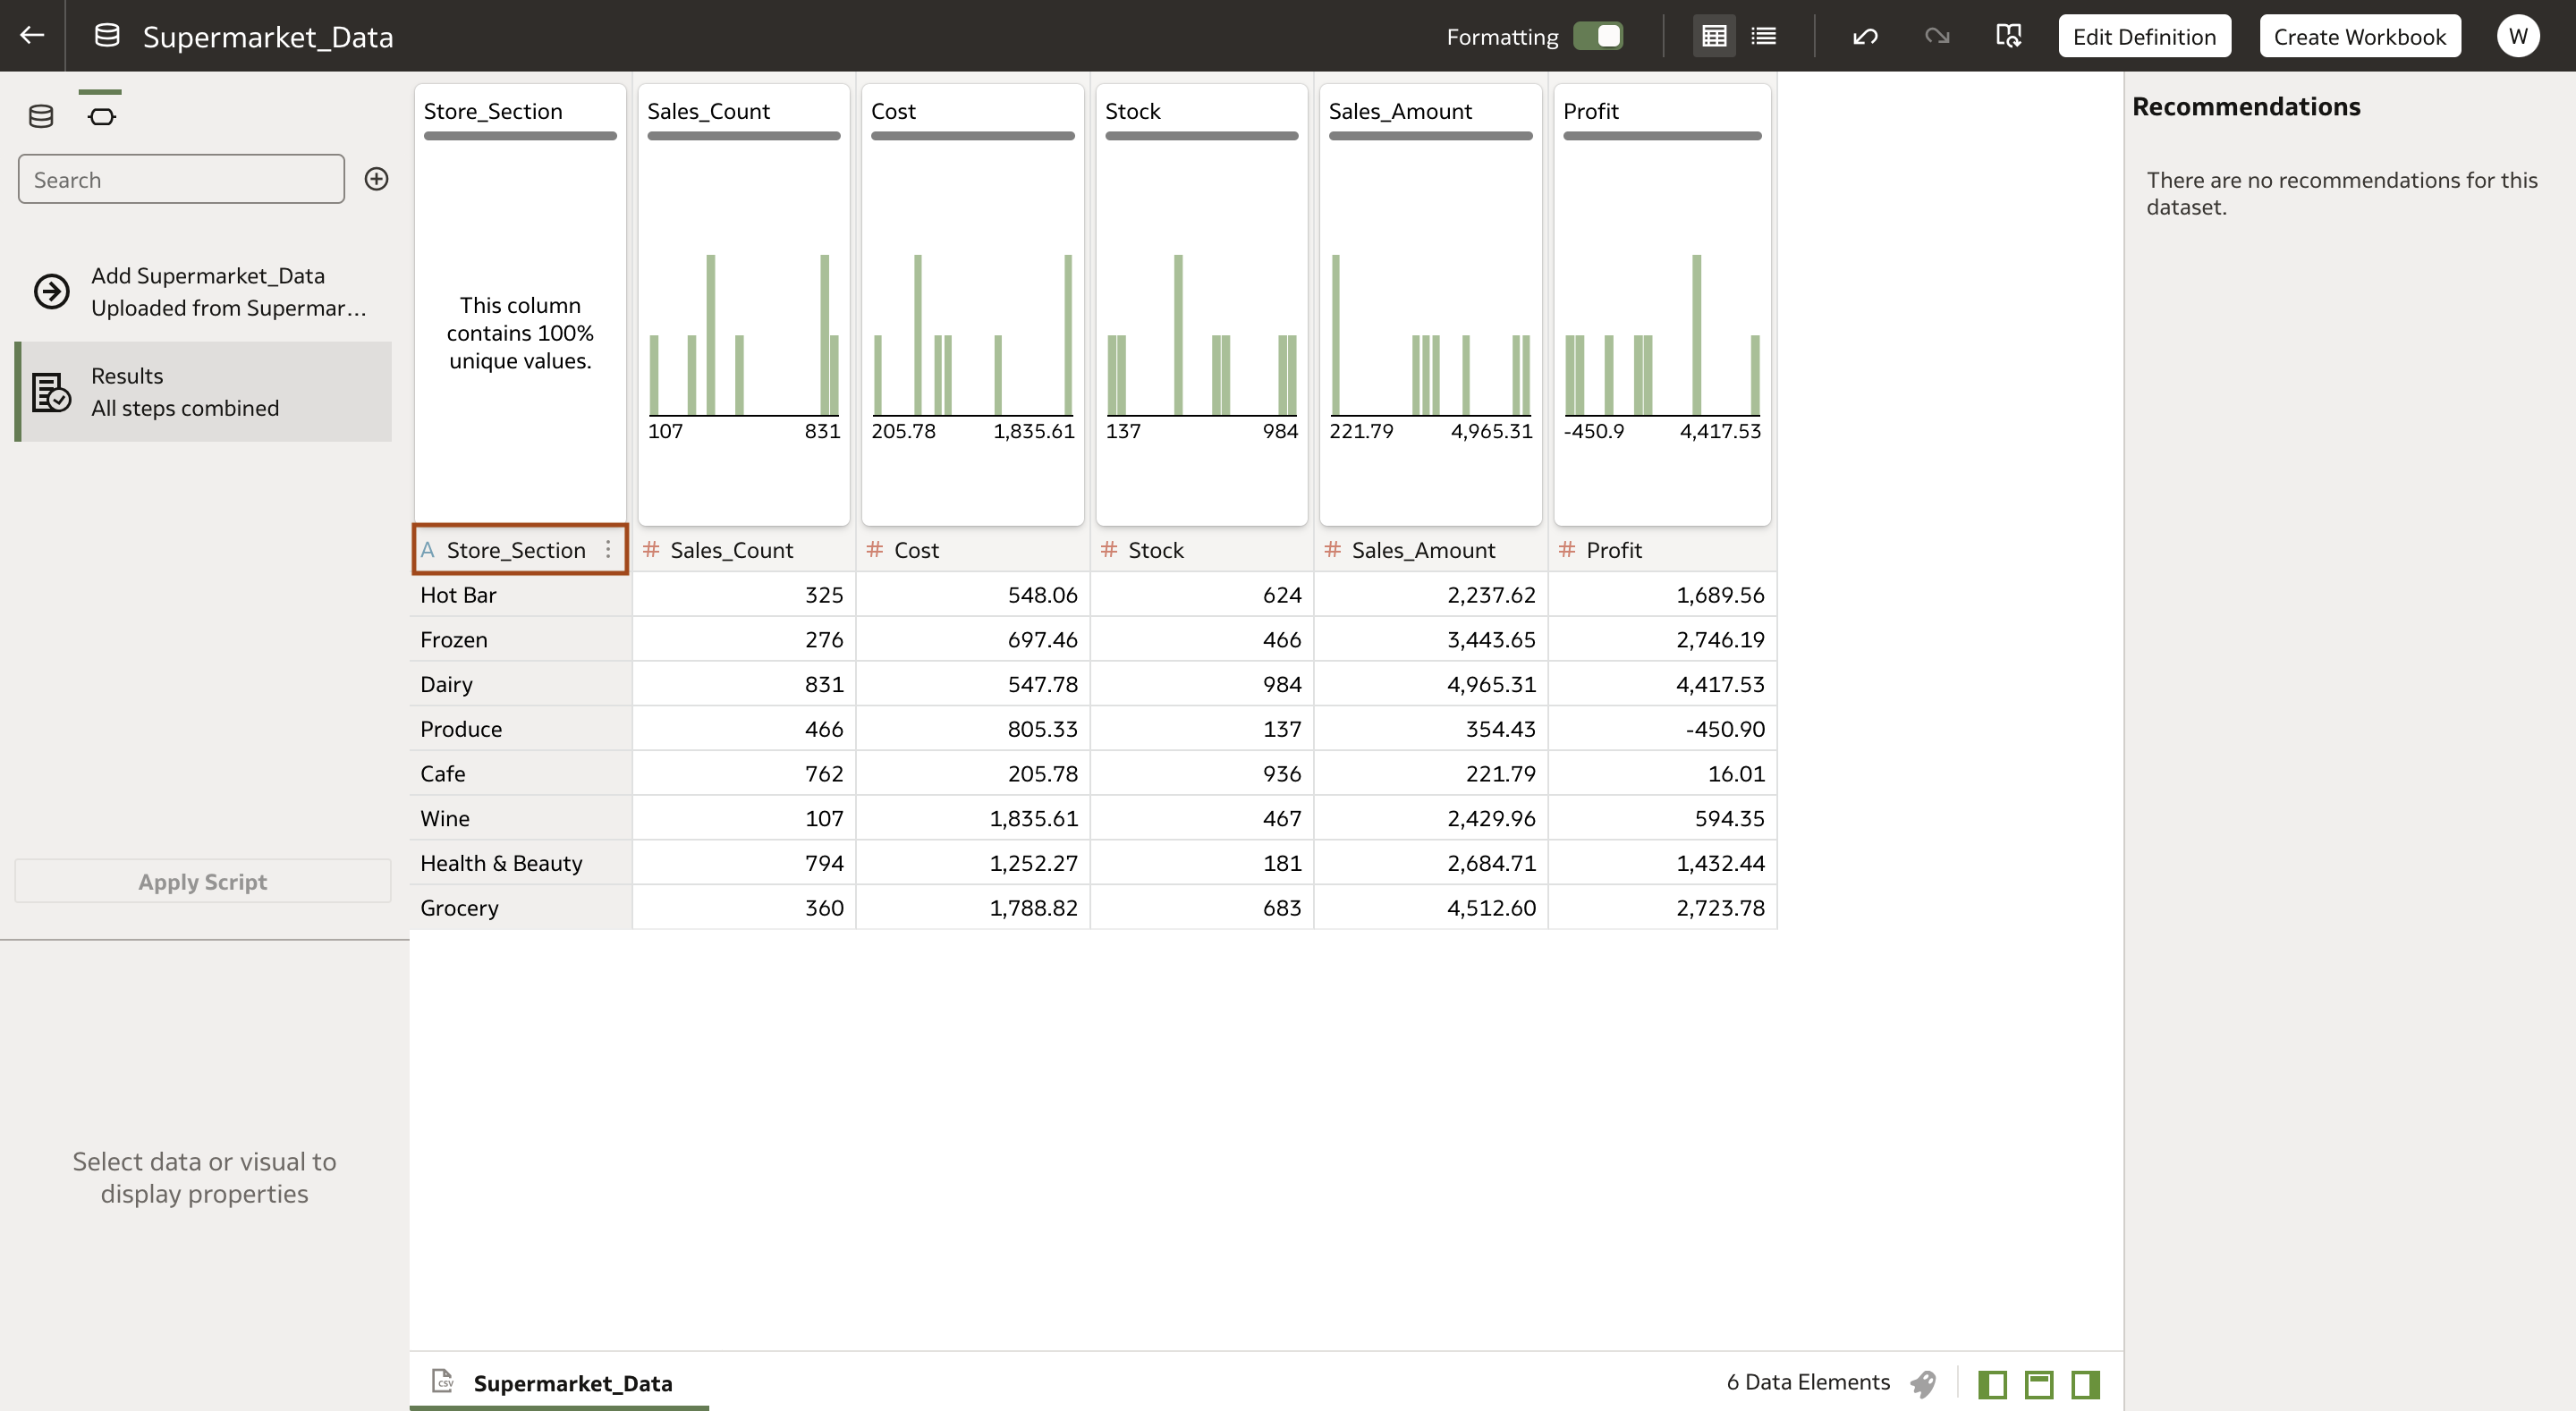 Supermarket_Data
Formatting
Edit Definition
Create Workbook
W
Search
Add Supermarket_Data
Uploaded from Supermar...
Results
All steps combined
Apply Script
Select data or visual to
display properties
Store_Section
Sales_Count
Cost
Stock
Sales_Amount
Profit
This column
contains 100%
unique values.
107 831
205.78 1,835.61
137 984
221.79 4,965.31
-450.9 4,417.53
A Store_Section # Sales_Count # Cost # Stock # Sales_Amount # Profit
Hot Bar 325 548.06 624 2,237.62 1,689.56
Frozen 276 697.46 466 3,443.65 2,746.19
Dairy 831 547.78 984 4,965.31 4,417.53
Produce 466 805.33 137 354.43 -450.90
Cafe 762 205.78 936 221.79 16.01
Wine 107 1,835.61 467 2,429.96 594.35
Health & Beauty 794 1,252.27 181 2,684.71 1,432.44
Grocery 360 1,788.82 683 4,512.60 2,723.78
CSV Supermarket_Data
6 Data Elements
Recommendations
There are no recommendations for this
dataset.